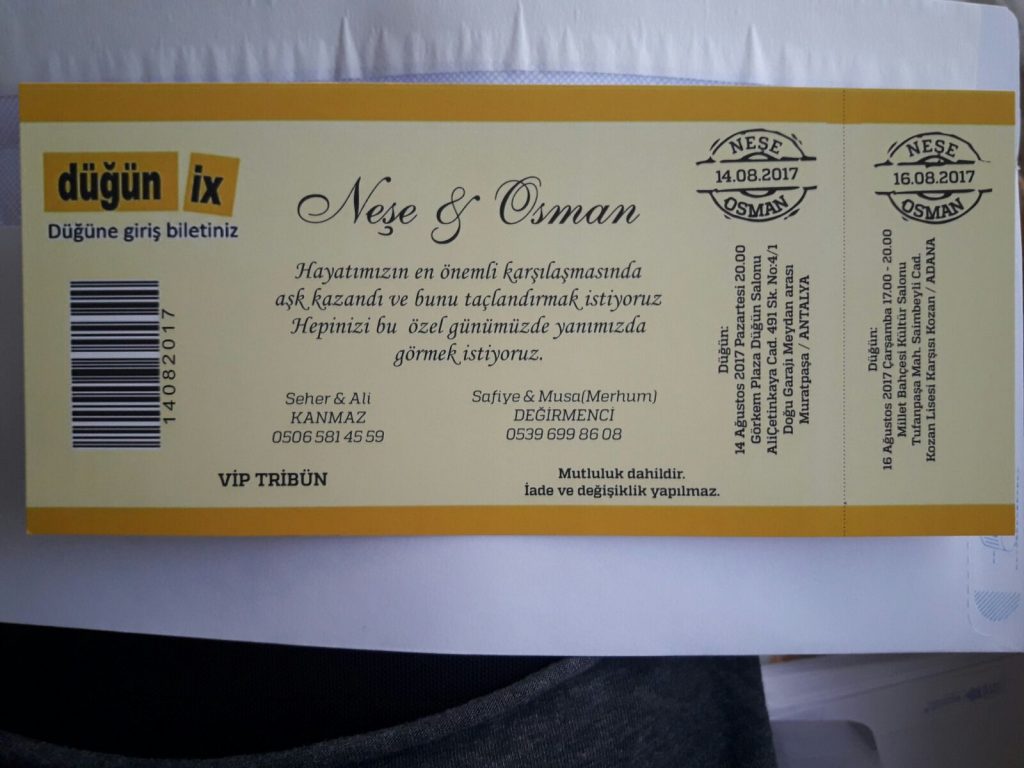 düğün ix
Düğüne giriş biletiniz
14082017
VİP TRİBÜN
Neşe & Osman
Hayatımızın en önemli karşılaşmasında
aşk kazandı ve bunu taçlandırmak istiyoruz
Hepinizi bu özel günümüzde yanımızda
görmek istiyoruz.
Seher & Ali
KANMAZ
0506 581 45 59
Safiye & Musa(Merhum)
DEĞİRMENCİ
0539 699 86 08
Mutluluk dahildir.
İade ve değişiklik yapılmaz.
NEŞE
14.08.2017
OSMAN
Düğün:
14 Ağustos 2017 Pazartesi 20.00
Görkem Plaza Düğün Salonu
AliÇetinkaya Cad. 491 Sk. No:4/1
Doğu Garajı Meydan arası
Muratpaşa / ANTALYA
NEŞE
16.08.2017
OSMAN
Düğün:
16 Ağustos 2017 Çarşamba 17.00 - 20.00
Millet Bahçesi Kültür Salonu
Tufanpaşa Mah. Saimbeyli Cad.
Kozan Lisesi Karşısı Kozan / ADANA